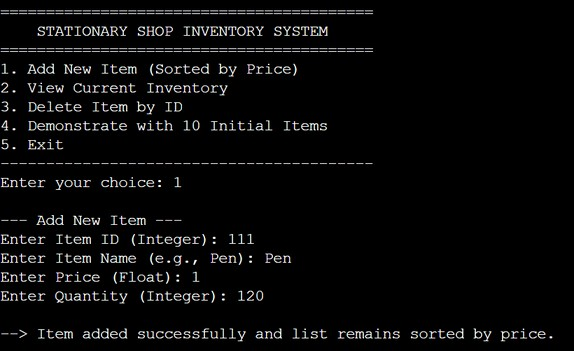 =========================================
STATIONARY SHOP INVENTORY SYSTEM
=========================================
1. Add New Item (Sorted by Price)
2. View Current Inventory
3. Delete Item by ID
4. Demonstrate with 10 Initial Items
5. Exit
-----------------------------------------
Enter your choice: 1
--- Add New Item ---
Enter Item ID (Integer): 111
Enter Item Name (e.g., Pen): Pen
Enter Price (Float): 1
Enter Quantity (Integer): 120
--> Item added successfully and list remains sorted by price.